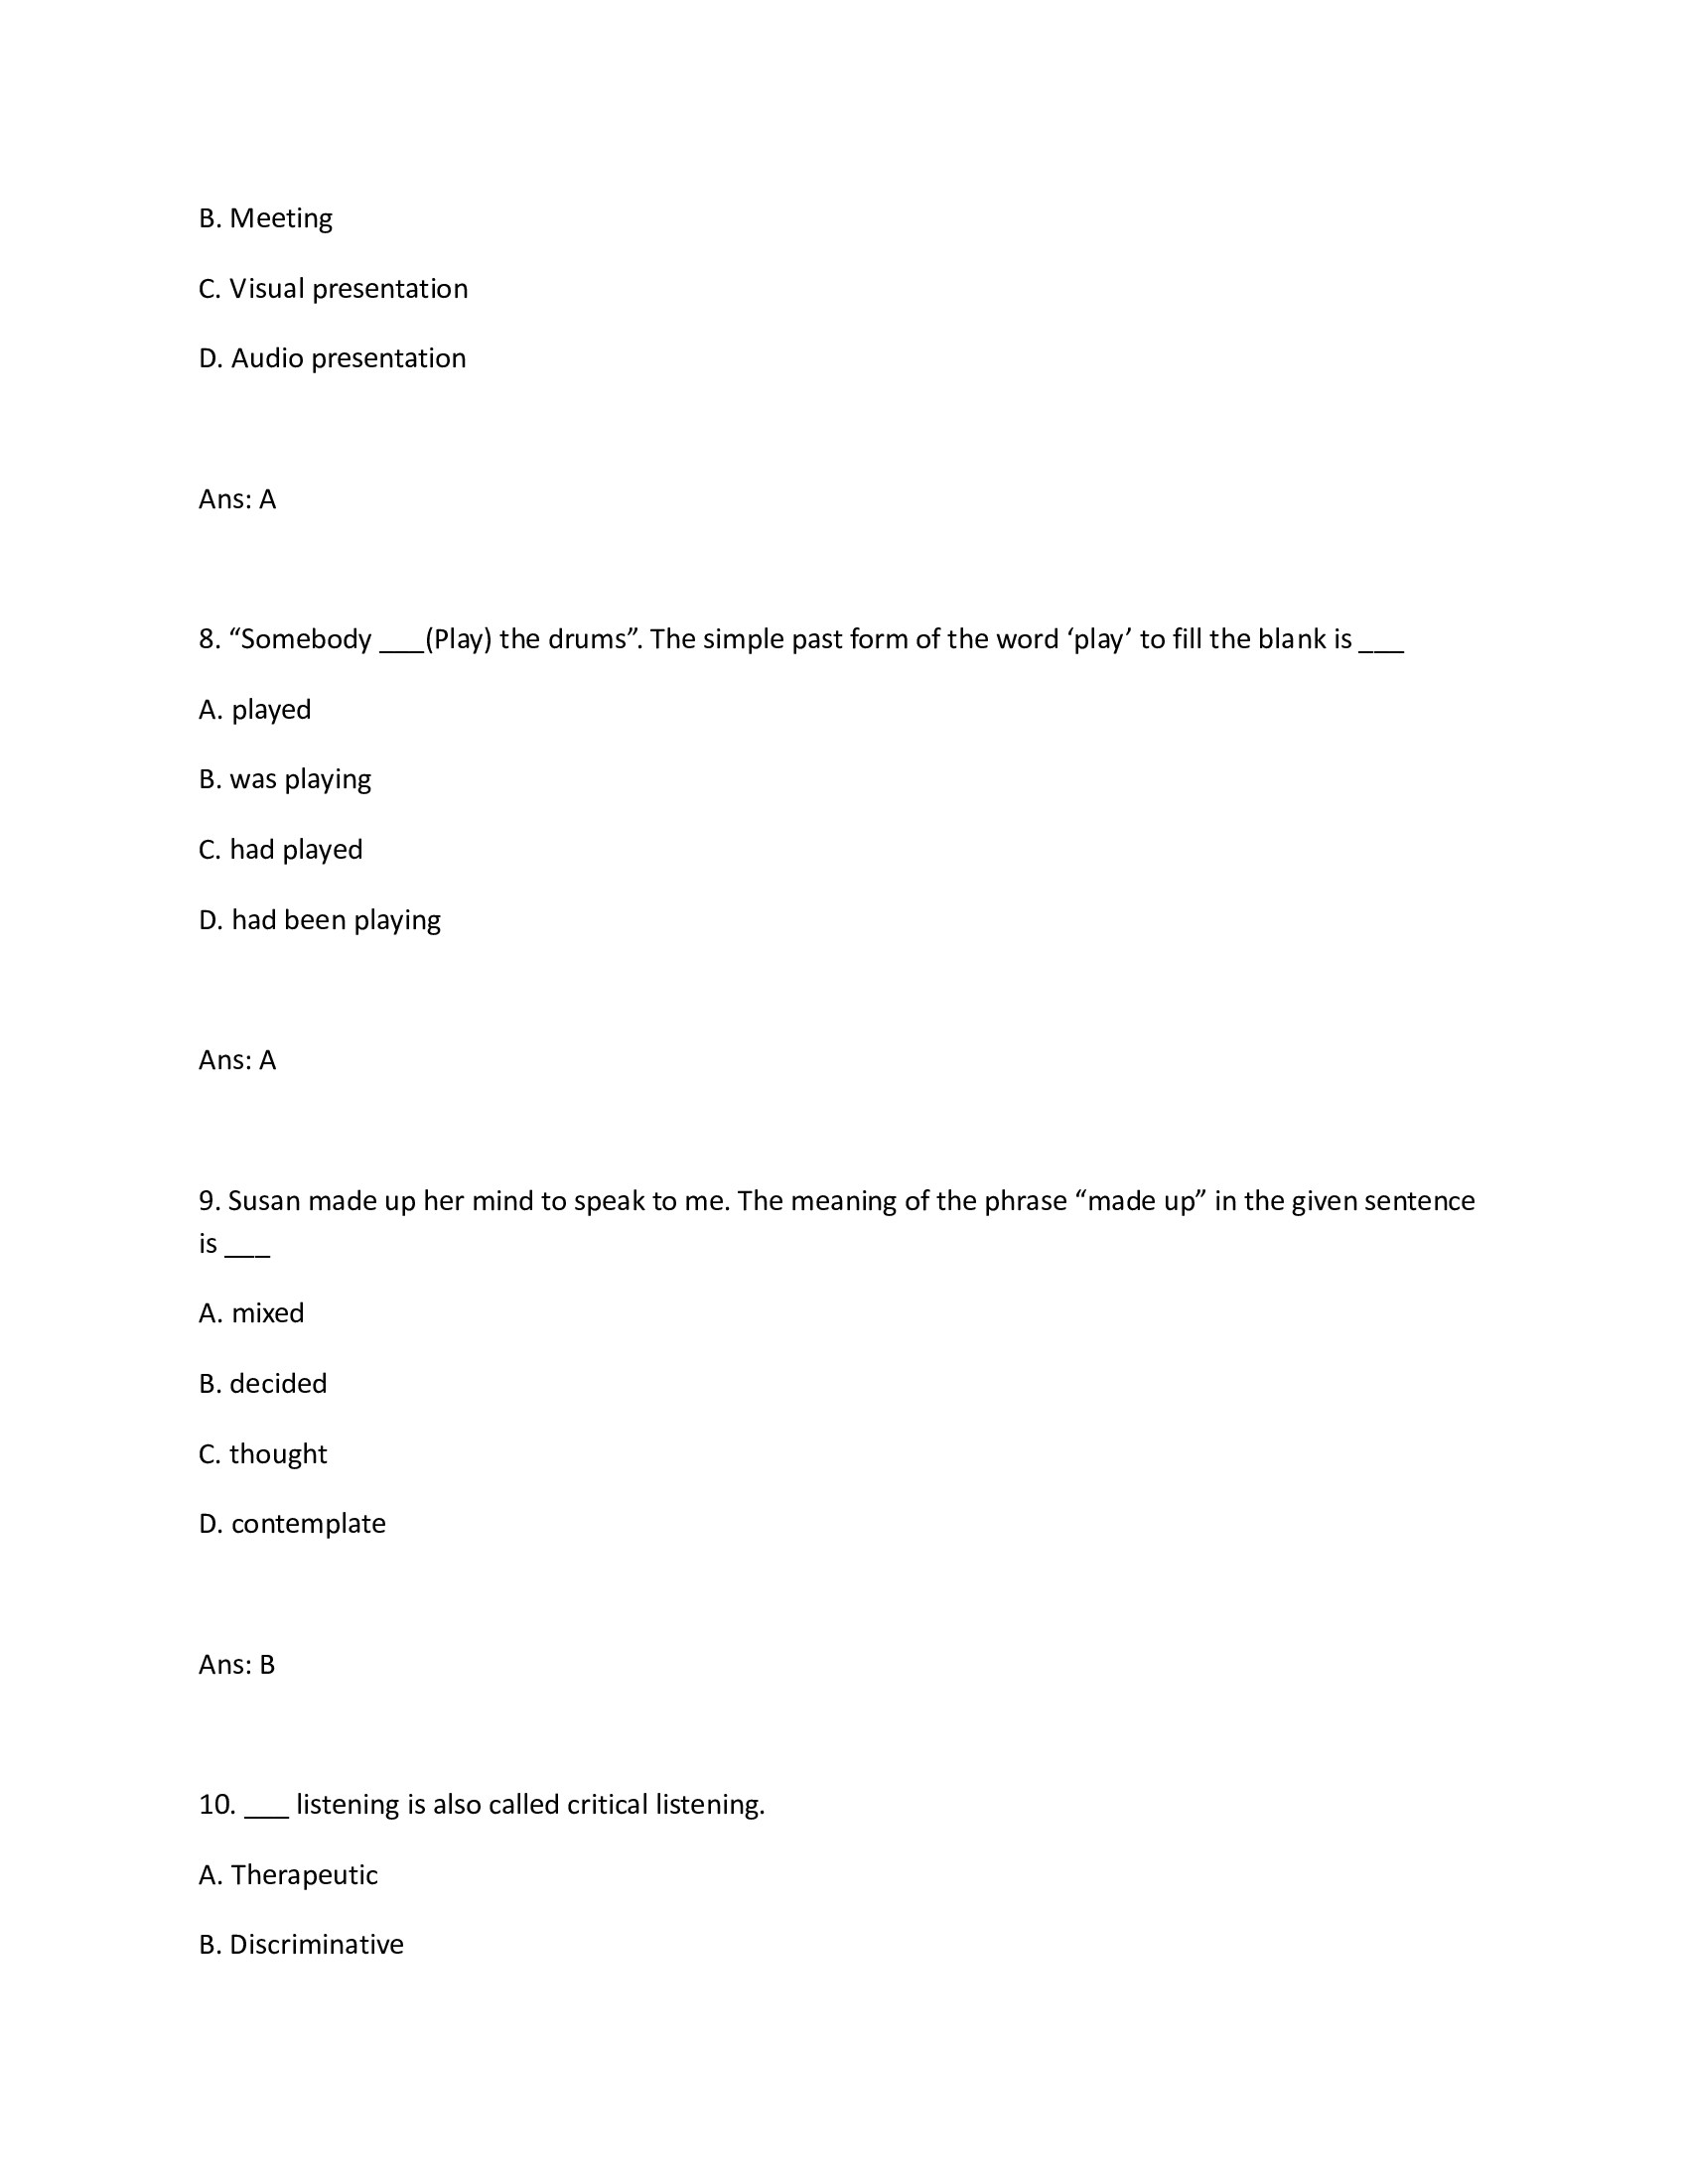 B. Meeting
C. Visual presentation
D. Audio presentation
Ans: A
8. “Somebody ___(Play) the drums”. The simple past form of the word ‘play’ to fill the blank is ___
A. played
B. was playing
C. had played
D. had been playing
Ans: A
9. Susan made up her mind to speak to me. The meaning of the phrase “made up” in the given sentence
is ___
A. mixed
B. decided
C. thought
D. contemplate
Ans: B
10. ___ listening is also called critical listening.
A. Therapeutic
B. Discriminative